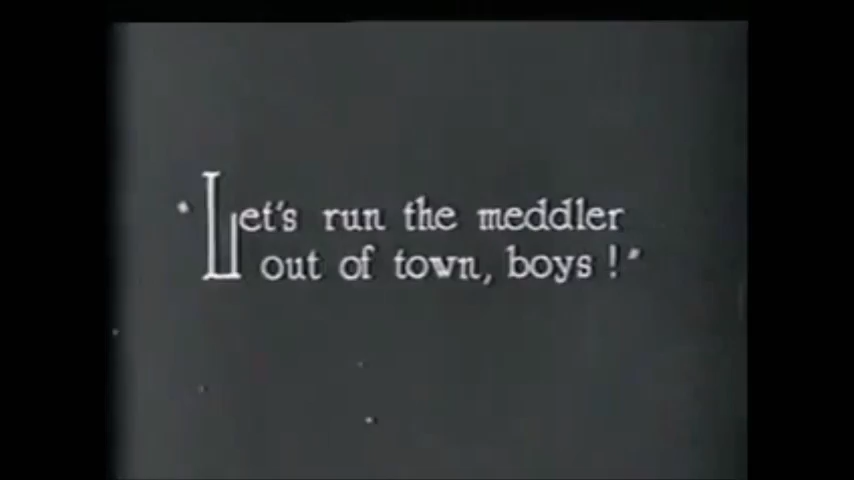 "Let's run the meddler
out of town, boys!"